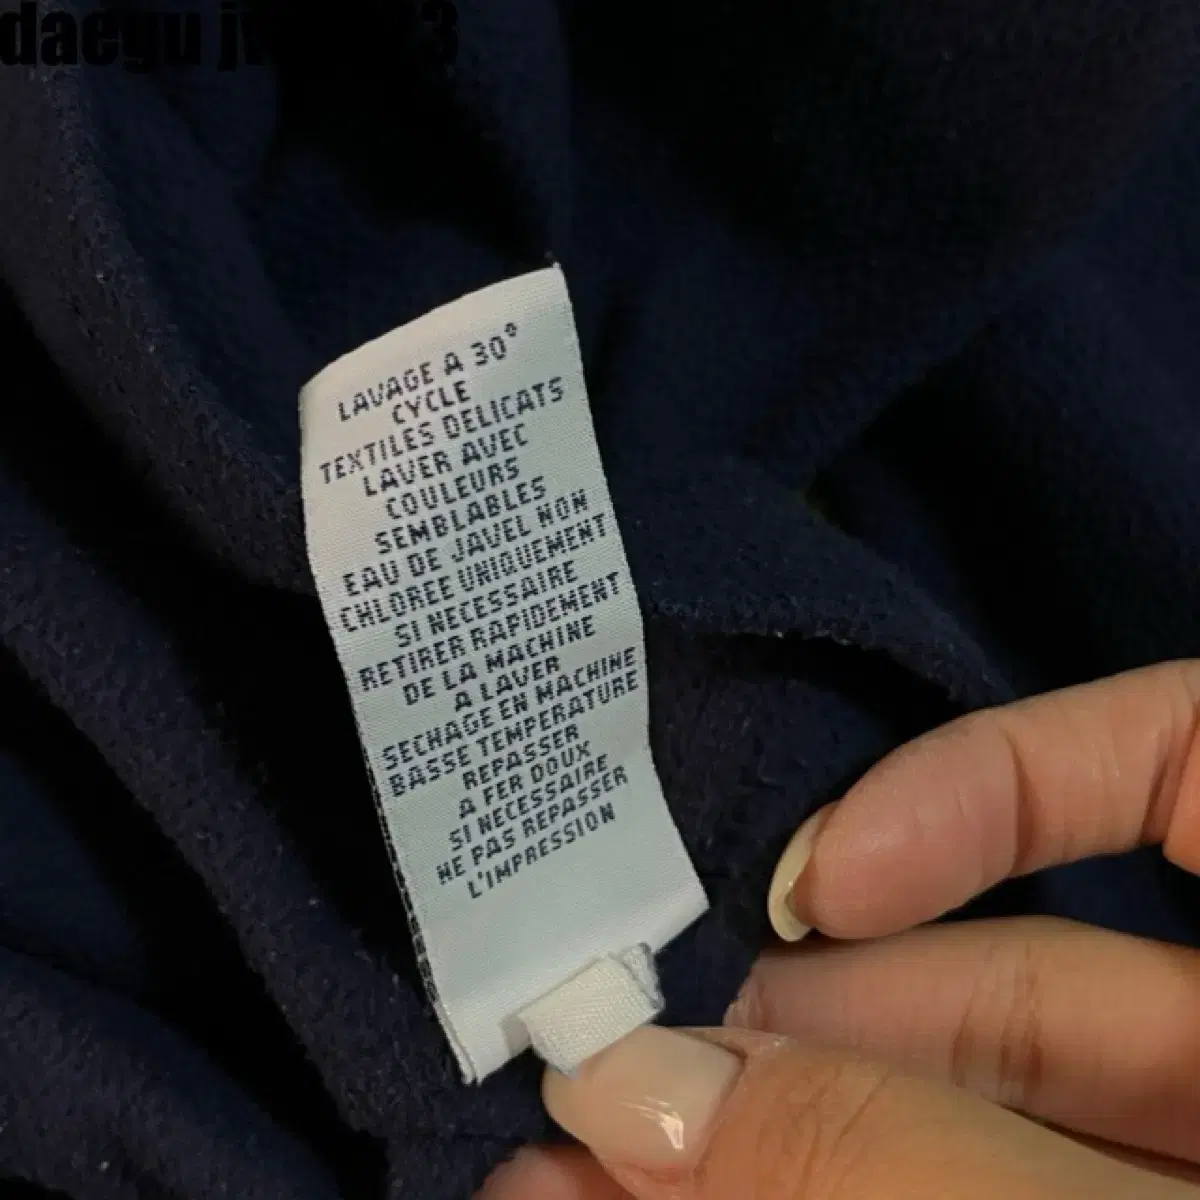 daegu
LAVAGE A 30°
CYCLE
TEXTILES DELICATS
LAVER AVEC
COULEURS
SEMBLABLES
EAU DE JAVEL NON
CHLOREE UNIQUEMENT
SI NECESSAIRE
RETIRER RAPIDEMENT
DE LA MACHINE
A LAVER
SECHAGE EN MACHINE
BASSE TEMPERATURE
REPASSER
A FER DOUX
SI NECESSAIRE
NE PAS REPASSER
L'IMPRESSION